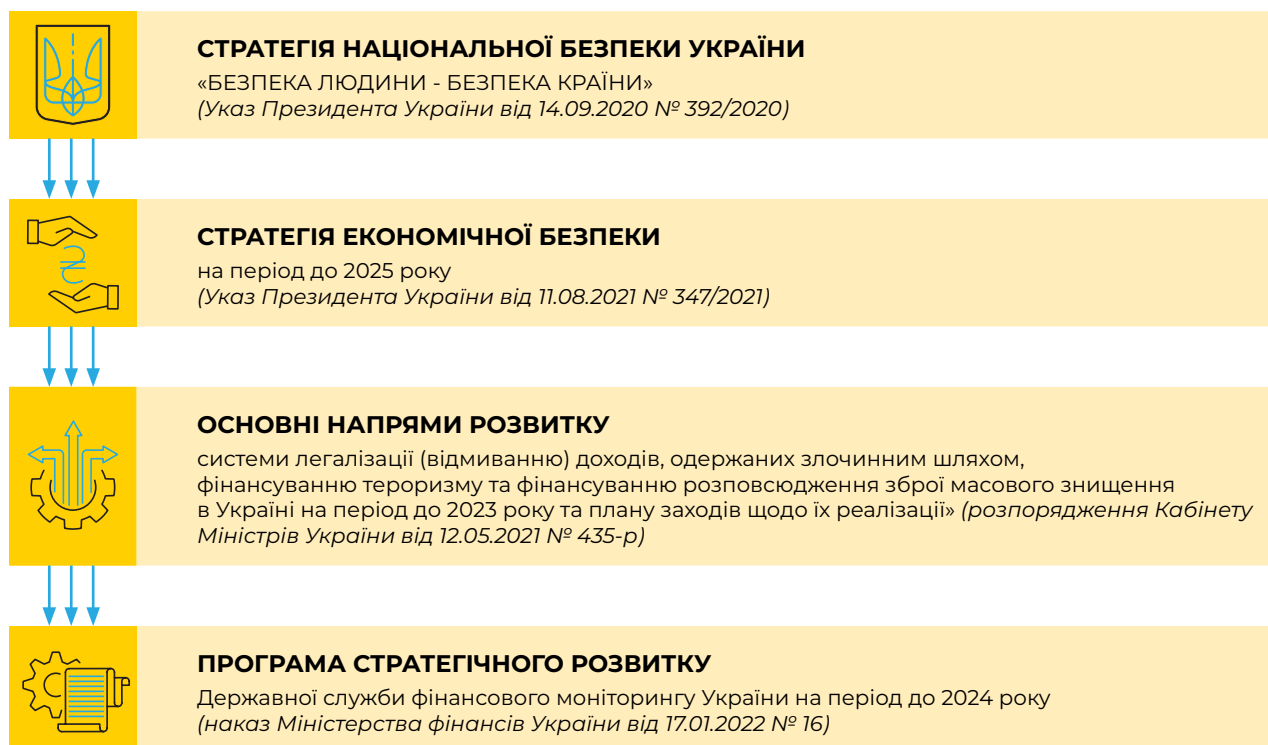 СТРАТЕГІЯ НАЦІОНАЛЬНОЇ БЕЗПЕКИ УКРАЇНИ
«БЕЗПЕКА ЛЮДИНИ - БЕЗПЕКА КРАЇНИ»
(Указ Президента України від 14.09.2020 № 392/2020)
СТРАТЕГІЯ ЕКОНОМІЧНОЇ БЕЗПЕКИ
на період до 2025 року
(Указ Президента України від 11.08.2021 № 347/2021)
ОСНОВНІ НАПРЯМИ РОЗВИТКУ
системи легалізації (відмиванню) доходів, одержаних злочинним шляхом,
фінансуванню тероризму та фінансуванню розповсюдження зброї масового знищення
в Україні на період до 2023 року та плану заходів щодо їх реалізації» (розпорядження Кабінету
Міністрів України від 12.05.2021 № 435-р)
ПРОГРАМА СТРАТЕГІЧНОГО РОЗВИТКУ
Державної служби фінансового моніторингу України на період до 2024 року
(наказ Міністерства фінансів України від 17.01.2022 № 16)